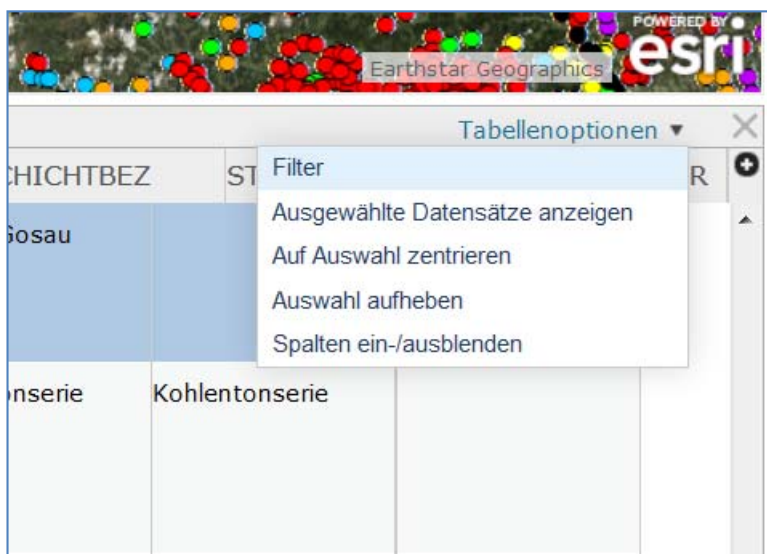 POWERED BY
esri
Earthstar Geographics
Tabellenoptionen
CHICHTBEZ ST R
Filter
Ausgewählte Datensätze anzeigen
Auf Auswahl zentrieren
Auswahl aufheben
Spalten ein-/ausblenden
Gosau
onserie Kohlentonserie